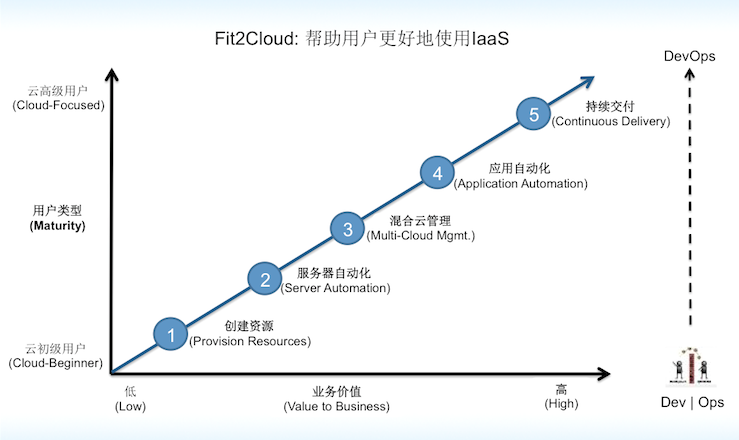 Fit2Cloud: 帮助用户更好地使用IaaS
DevOps
云高级用户
(Cloud-Focused)
5
持续交付
(Continuous Delivery)
4
应用自动化
(Application Automation)
用户类型
(Maturity)
3
混合云管理
(Multi-Cloud Mgmt.)
2
服务器自动化
(Server Automation)
1
创建资源
(Provision Resources)
云初级用户
(Cloud-Beginner)
低
(Low)
业务价值
(Value to Business)
高
(High)
Dev | Ops